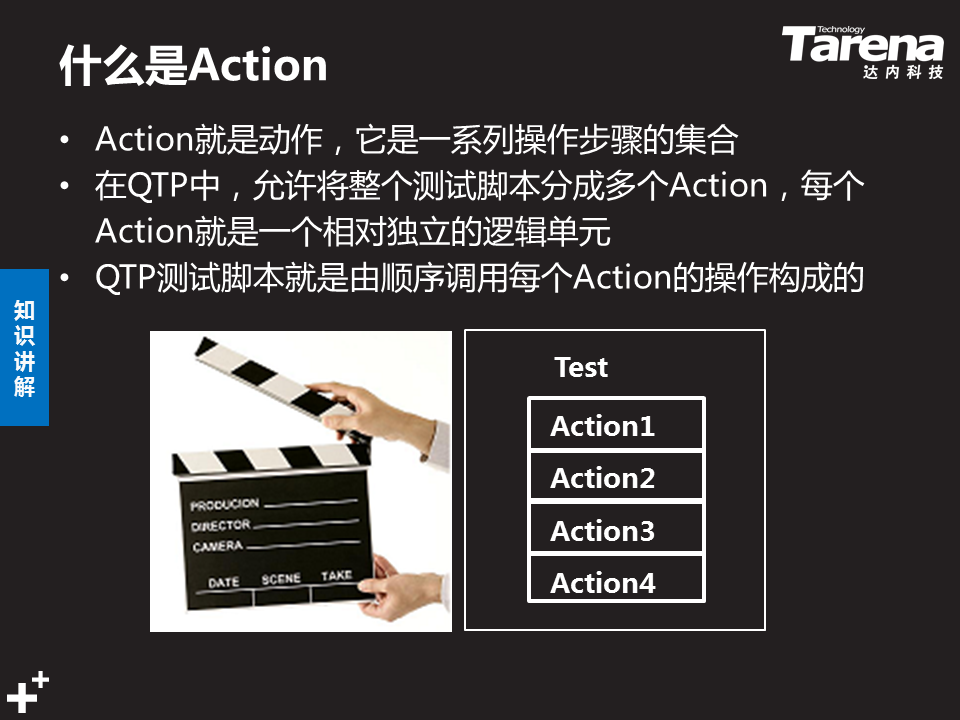 什么是Action
Technology
Tarena
达内科技
• Action就是动作，它是一系列操作步骤的集合
• 在QTP中，允许将整个测试脚本分成多个Action，每个
Action就是一个相对独立的逻辑单元
• QTP测试脚本就是由顺序调用每个Action的操作构成的
知
识
讲
解
PRODUCION
DIRECTOR
CAMERA
DATE SCENE TAKE
Test
Action1
Action2
Action3
Action4